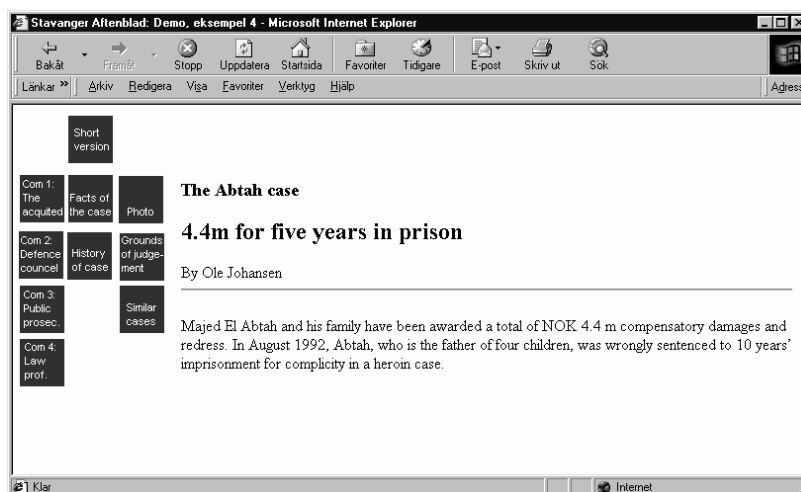 Stavanger Aftenblad: Demo, eksempel 4 - Microsoft Internet Explorer
Bakåt Framåt Stopp Uppdatera Startsida Favoriter Tidigare E-post Skriv ut Sök
Länkar » Arkiv Redigera Visa Favoriter Verktyg Hjälp Adress
Short
version
Com 1:
The
acquited
Facts of
the case
Photo
Com 2:
Defence
councel
History
of case
Grounds
of judge-
ment
Com 3:
Public
prosec.
Similar
cases
Com 4:
Law
prof.
The Abtah case
4.4m for five years in prison
By Ole Johansen
Majed El Abtah and his family have been awarded a total of NOK 4.4 m compensatory damages and
redress. In August 1992, Abtah, who is the father of four children, was wrongly sentenced to 10 years’
imprisonment for complicity in a heroin case.
Klar Internet